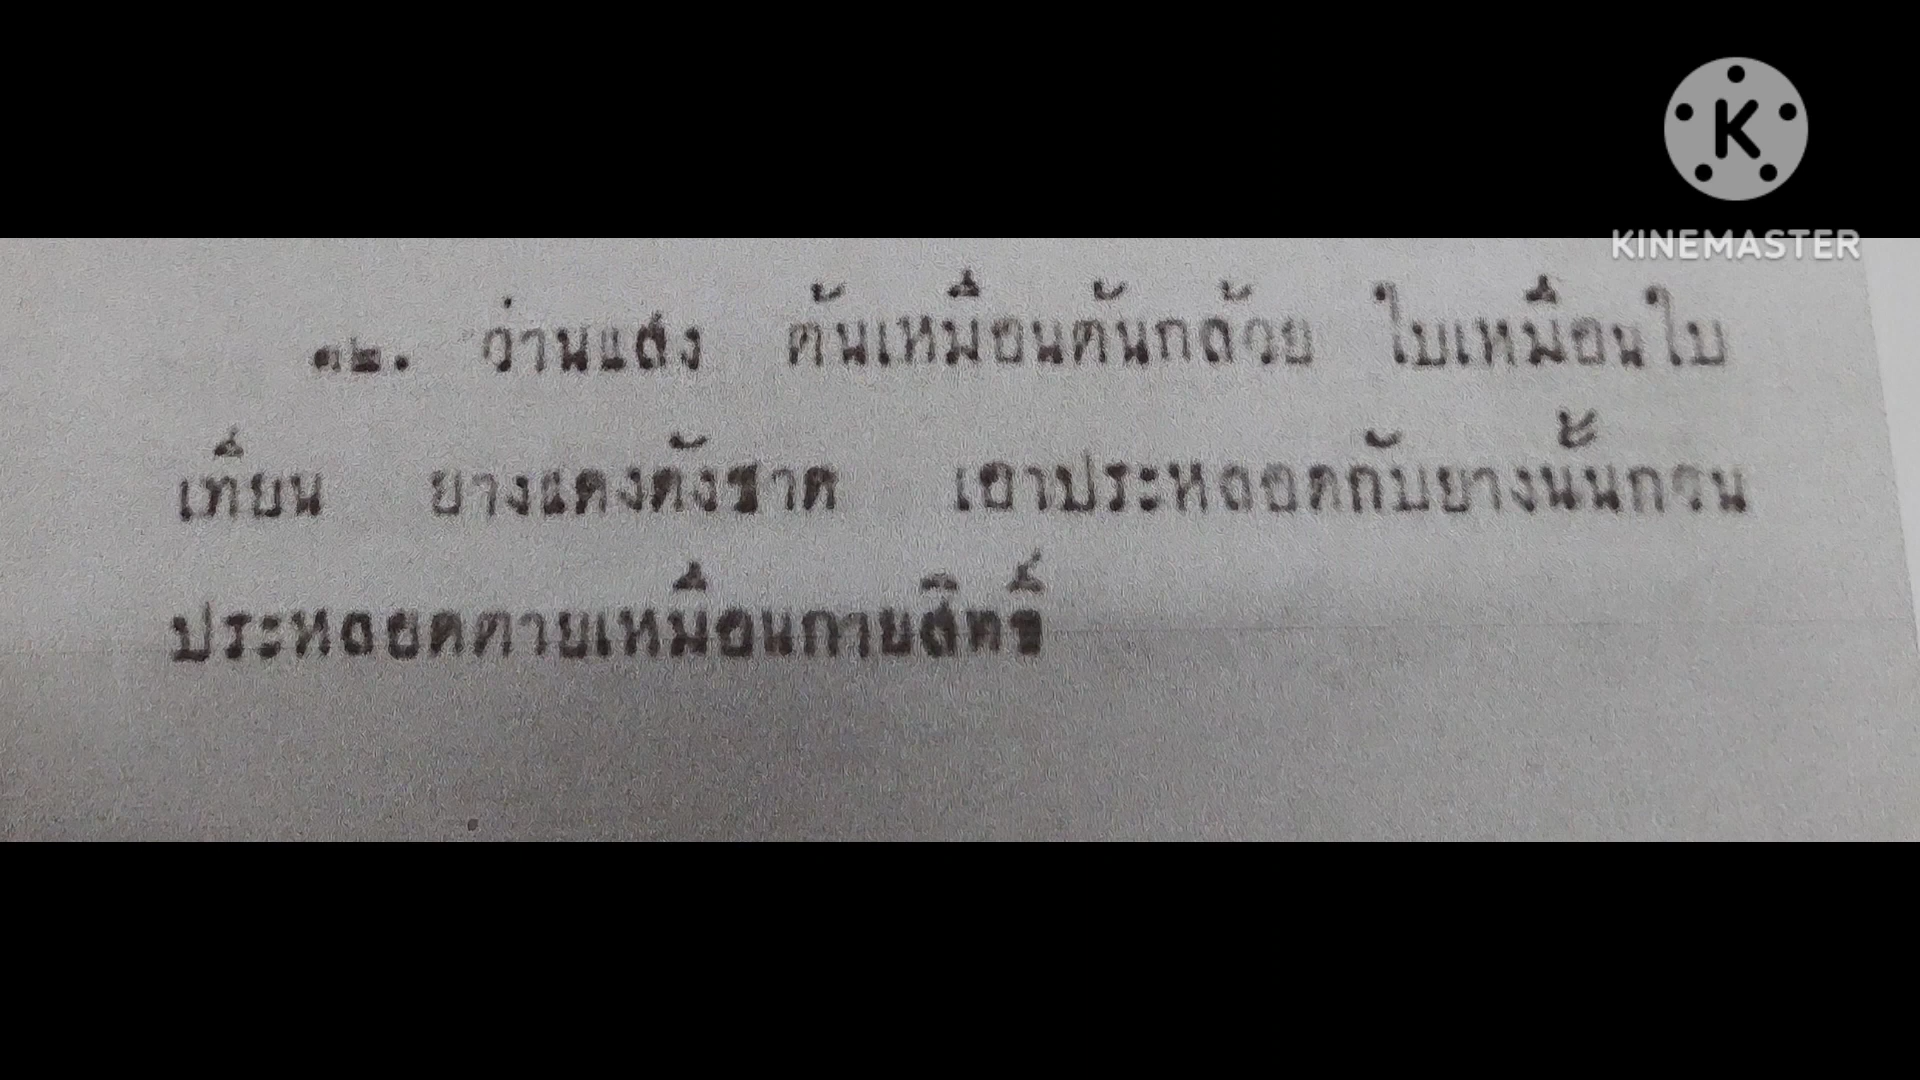 KINEMASTER
๓๒. ว่านแสง ต้นเหมือนต้นกล้วย ใบเหมือนใบ
เทียน ยางแดงดังชาด เอาประหลอดกับยางนั้นกวน
ประหลอดตายเหมือนกายสิทธิ์